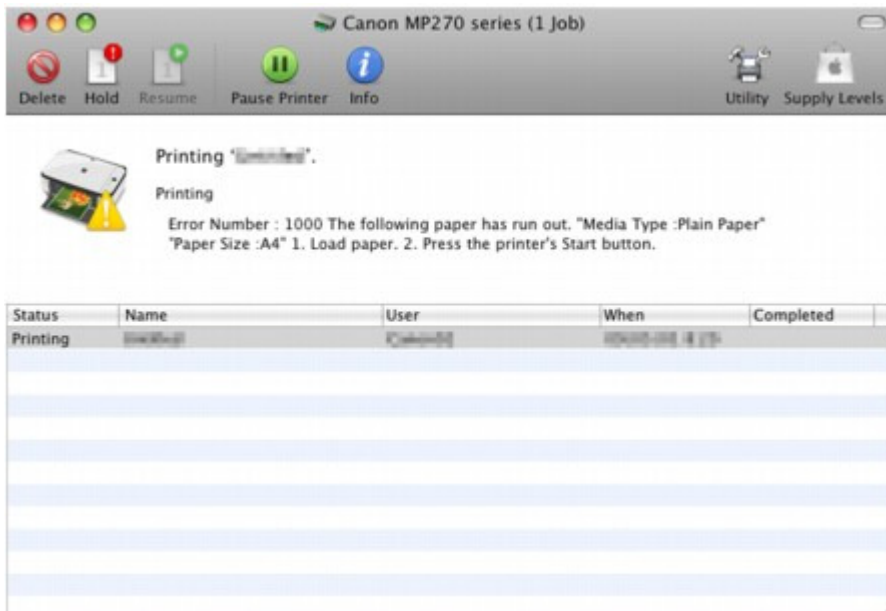 Canon MP270 series (1 Job)
Delete Hold Resume Pause Printer Info Utility Supply Levels
Printing "".
Printing
Error Number : 1000 The following paper has run out. "Media Type :Plain Paper"
"Paper Size :A4" 1. Load paper. 2. Press the printer's Start button.
Status Name User When Completed
Printing